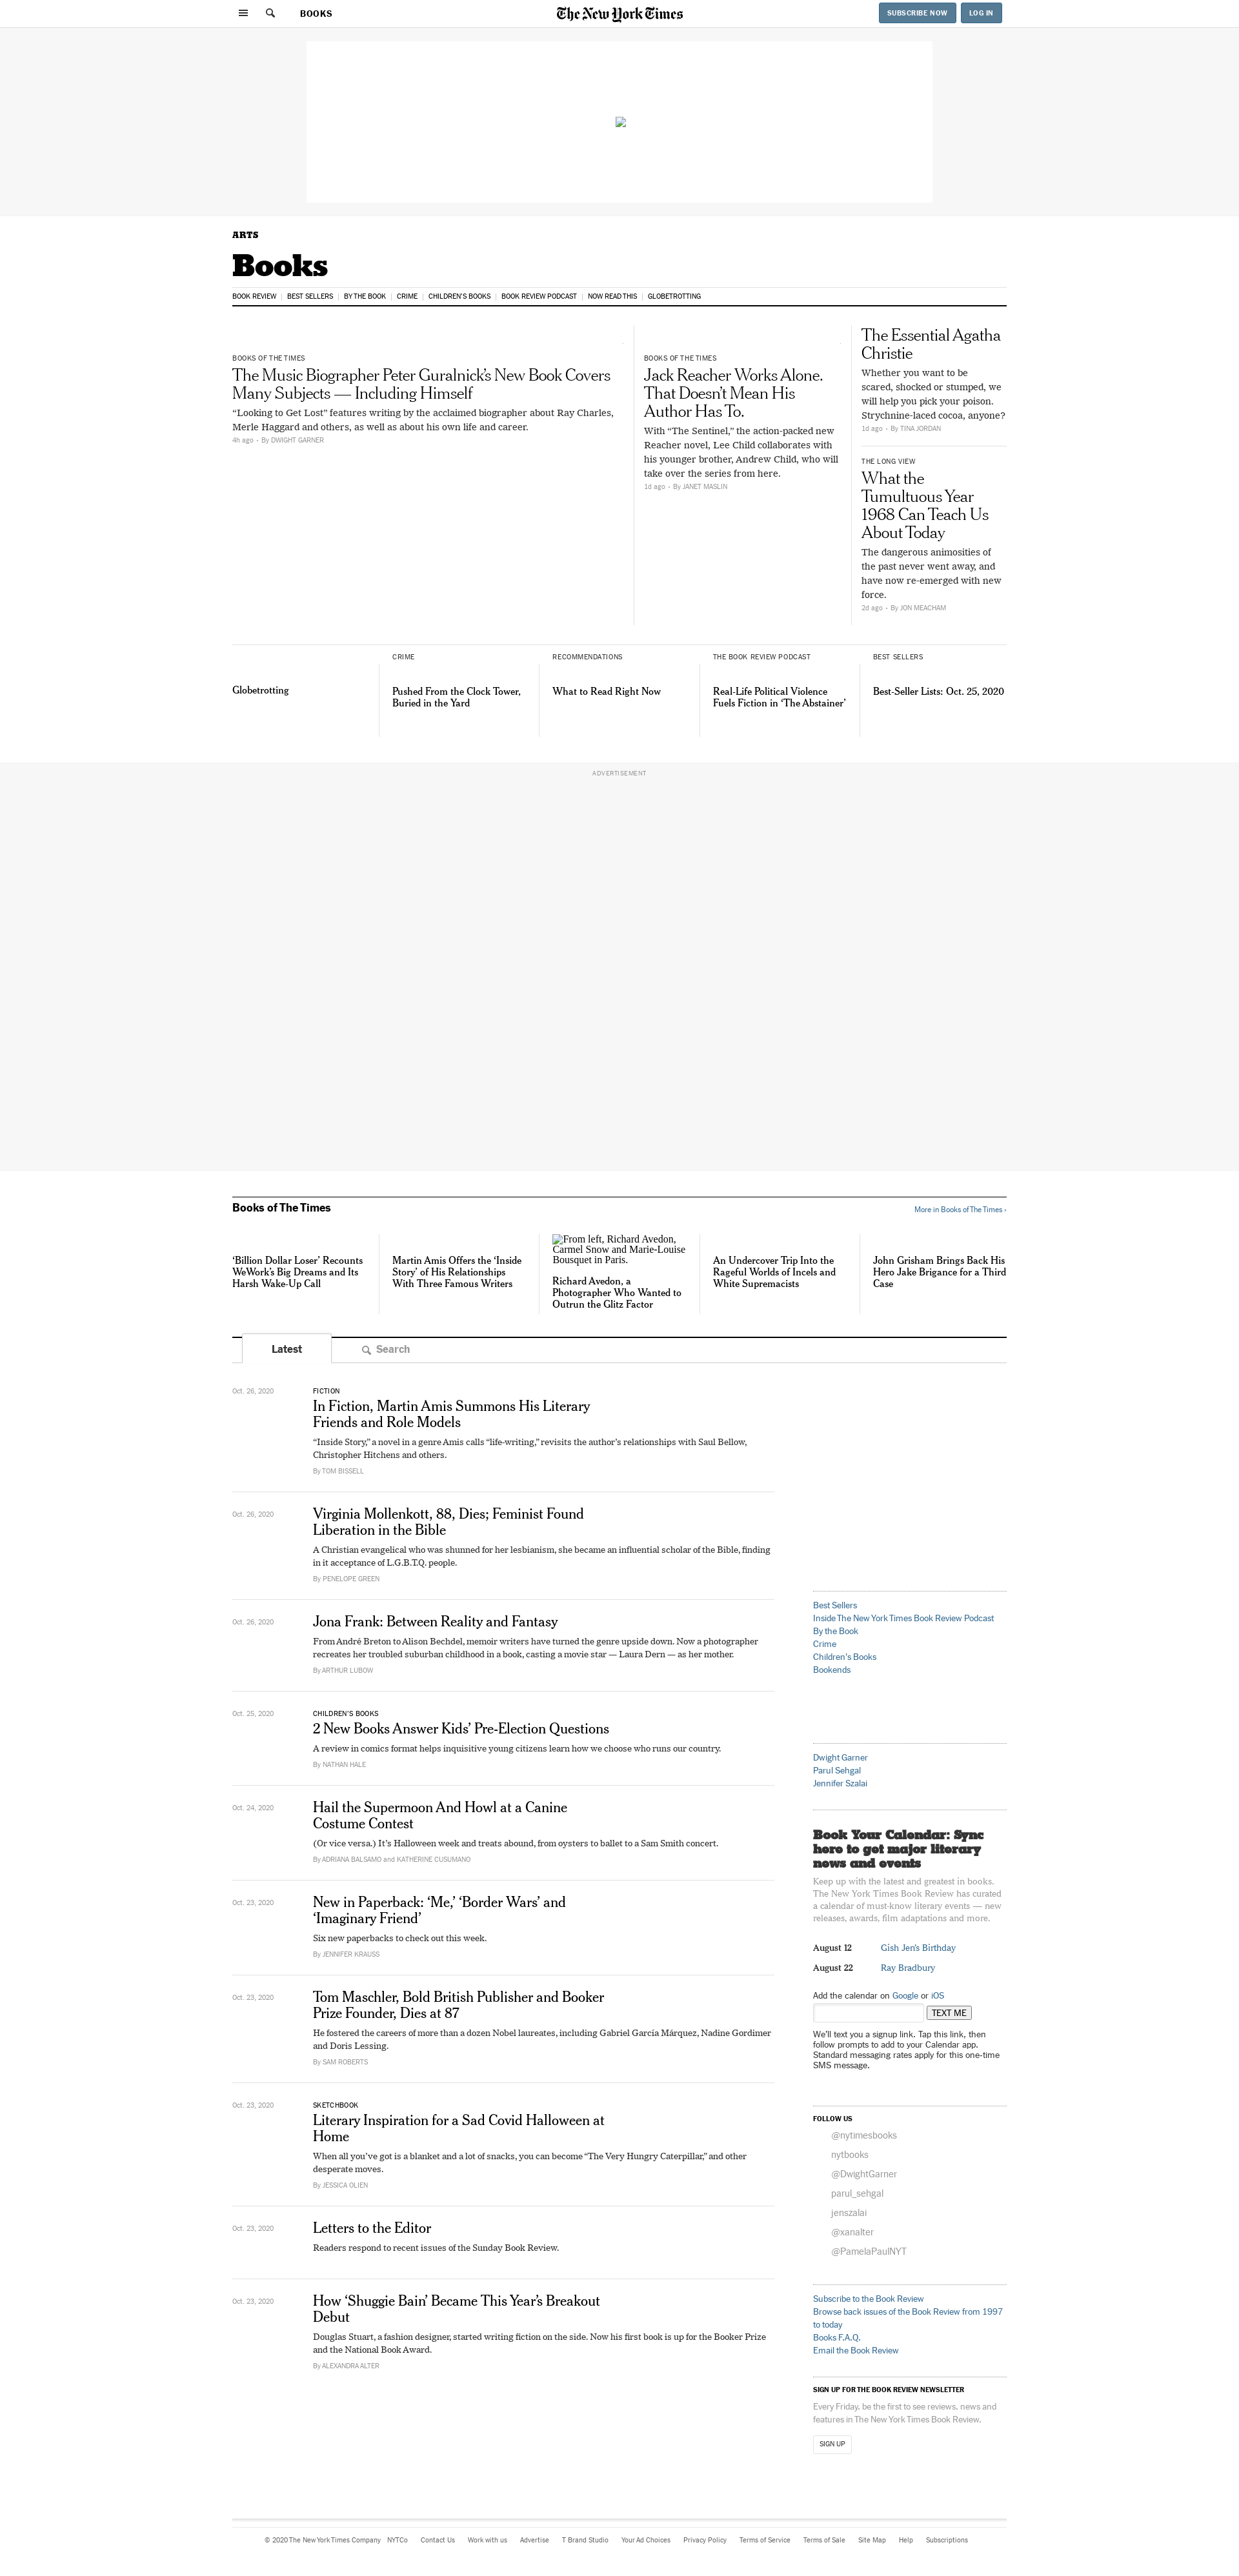 BOOKS
The New York Times
SUBSCRIBE NOW
LOG IN
ARTS
Books
BOOK REVIEW
BEST SELLERS
BY THE BOOK
CRIME
CHILDREN'S BOOKS
BOOK REVIEW PODCAST
NOW READ THIS
GLOBETROTTING
BOOKS OF THE TIMES
The Music Biographer Peter Guralnick’s New Book Covers
Many Subjects — Including Himself
“Looking to Get Lost” features writing by the acclaimed biographer about Ray Charles,
Merle Haggard and others, as well as about his own life and career.
4h ago • By DWIGHT GARNER
BOOKS OF THE TIMES
Jack Reacher Works Alone.
That Doesn’t Mean His
Author Has To.
With “The Sentinel,” the action-packed new
Reacher novel, Lee Child collaborates with
his younger brother, Andrew Child, who will
take over the series from here.
1d ago • By JANET MASLIN
The Essential Agatha
Christie
Whether you want to be
scared, shocked or stumped, we
will help you pick your poison.
Strychnine-laced cocoa, anyone?
1d ago • By TINA JORDAN
THE LONG VIEW
What the
Tumultuous Year
1968 Can Teach Us
About Today
The dangerous animosities of
the past never went away, and
have now re-emerged with new
force.
2d ago • By JON MEACHAM
Globetrotting
CRIME
Pushed From the Clock Tower,
Buried in the Yard
RECOMMENDATIONS
What to Read Right Now
THE BOOK REVIEW PODCAST
Real-Life Political Violence
Fuels Fiction in ‘The Abstainer’
BEST SELLERS
Best-Seller Lists: Oct. 25, 2020
ADVERTISEMENT
Books of The Times
More in Books of The Times ›
‘Billion Dollar Loser’ Recounts
WeWork’s Big Dreams and Its
Harsh Wake-Up Call
Martin Amis Offers the ‘Inside
Story’ of His Relationships
With Three Famous Writers
From left, Richard Avedon,
Carmel Snow and Marie-Louise
Bousquet in Paris.
Richard Avedon, a
Photographer Who Wanted to
Outrun the Glitz Factor
An Undercover Trip Into the
Rageful Worlds of Incels and
White Supremacists
John Grisham Brings Back His
Hero Jake Brigance for a Third
Case
Latest
Search
Oct. 26, 2020
FICTION
In Fiction, Martin Amis Summons His Literary
Friends and Role Models
“Inside Story,” a novel in a genre Amis calls “life-writing,” revisits the author’s relationships with Saul Bellow,
Christopher Hitchens and others.
By TOM BISSELL
Oct. 26, 2020
Virginia Mollenkott, 88, Dies; Feminist Found
Liberation in the Bible
A Christian evangelical who was shunned for her lesbianism, she became an influential scholar of the Bible, finding
in it acceptance of L.G.B.T.Q. people.
By PENELOPE GREEN
Oct. 26, 2020
Jona Frank: Between Reality and Fantasy
From André Breton to Alison Bechdel, memoir writers have turned the genre upside down. Now a photographer
recreates her troubled suburban childhood in a book, casting a movie star — Laura Dern — as her mother.
By ARTHUR LUBOW
Oct. 25, 2020
CHILDREN’S BOOKS
2 New Books Answer Kids’ Pre-Election Questions
A review in comics format helps inquisitive young citizens learn how we choose who runs our country.
By NATHAN HALE
Oct. 24, 2020
Hail the Supermoon And Howl at a Canine
Costume Contest
(Or vice versa.) It’s Halloween week and treats abound, from oysters to ballet to a Sam Smith concert.
By ADRIANA BALSAMO and KATHERINE CUSUMANO
Oct. 23, 2020
New in Paperback: ‘Me,’ ‘Border Wars’ and
‘Imaginary Friend’
Six new paperbacks to check out this week.
By JENNIFER KRAUSS
Oct. 23, 2020
Tom Maschler, Bold British Publisher and Booker
Prize Founder, Dies at 87
He fostered the careers of more than a dozen Nobel laureates, including Gabriel Garcia Márquez, Nadine Gordimer
and Doris Lessing.
By SAM ROBERTS
Oct. 23, 2020
SKETCHBOOK
Literary Inspiration for a Sad Covid Halloween at
Home
When all you’ve got is a blanket and a lot of snacks, you can become “The Very Hungry Caterpillar,” and other
desperate moves.
By JESSICA OLIEN
Oct. 23, 2020
Letters to the Editor
Readers respond to recent issues of the Sunday Book Review.
Oct. 23, 2020
How ‘Shuggie Bain’ Became This Year’s Breakout
Debut
Douglas Stuart, a fashion designer, started writing fiction on the side. Now his first book is up for the Booker Prize
and the National Book Award.
By ALEXANDRA ALTER
Best Sellers
Inside The New York Times Book Review Podcast
By the Book
Crime
Children's Books
Bookends
Dwight Garner
Parul Sehgal
Jennifer Szalai
Book Your Calendar: Sync
here to get major literary
news and events
Keep up with the latest and greatest in books.
The New York Times Book Review has curated
a calendar of must-know literary events — new
releases, awards, film adaptations and more.
August 12 Gish Jen’s Birthday
August 22 Ray Bradbury
Add the calendar on Google or iOS
TEXT ME
We’ll text you a signup link. Tap this link, then
follow prompts to add to your Calendar app.
Standard messaging rates apply for this one-time
SMS message.
FOLLOW US
@nytimesbooks
nytbooks
@DwightGarner
parul_sehgal
jenszalai
@xanalter
@PamelaPaulNYT
Subscribe to the Book Review
Browse back issues of the Book Review from 1997
to today
Books F.A.Q.
Email the Book Review
SIGN UP FOR THE BOOK REVIEW NEWSLETTER
Every Friday, be the first to see reviews, news and
features in The New York Times Book Review.
SIGN UP
© 2020 The New York Times Company
NYTCo
Contact Us
Work with us
Advertise
T Brand Studio
Your Ad Choices
Privacy Policy
Terms of Service
Terms of Sale
Site Map
Help
Subscriptions